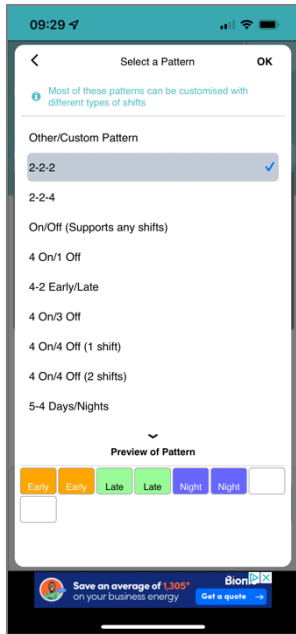 09:29
Select a Pattern
OK
Most of these patterns can be customised with
different types of shifts
Other/Custom Pattern
2-2-2
2-2-4
On/Off (Supports any shifts)
4 On/1 Off
4-2 Early/Late
4 On/3 Off
4 On/4 Off (1 shift)
4 On/4 Off (2 shifts)
5-4 Days/Nights
Preview of Pattern
Early Early Late Late Night Night
Save an average of 1,305*
on your business energy
Bionic
Get a quote